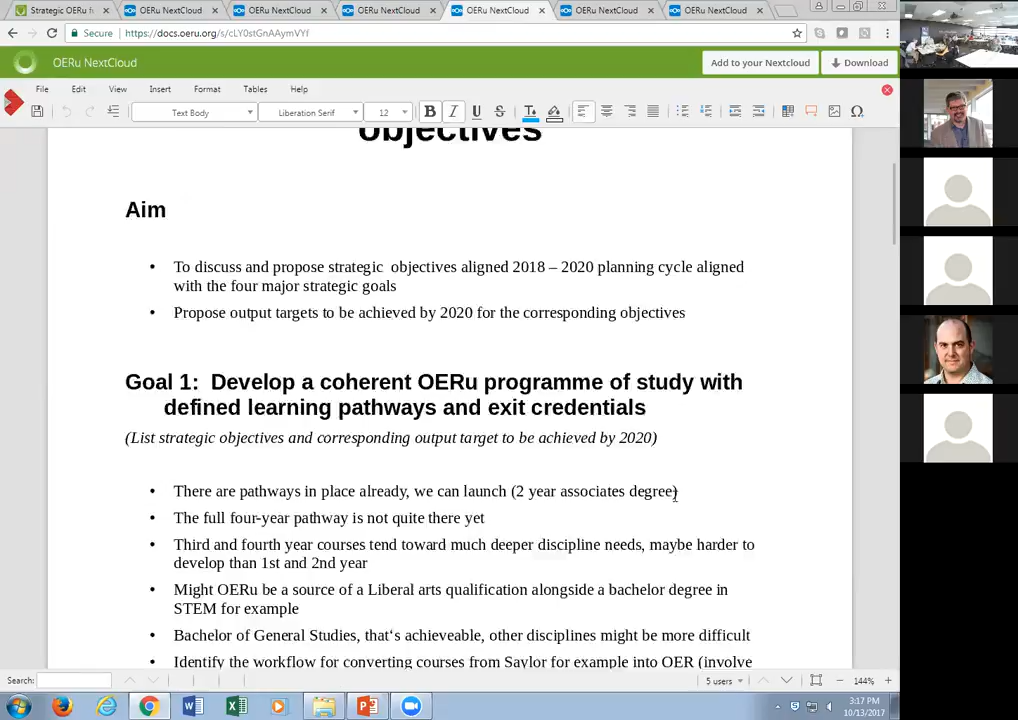 Strategic OERu fu
OERu NextCloud
OERu NextCloud
OERu NextCloud
OERu NextCloud
OERu NextCloud
OERu NextCloud
Secure
https://docs.oeru.org/s/cLY0stGnAAymVYf
OERu NextCloud
Add to your Nextcloud
Download
File
Edit
View
Insert
Format
Tables
Help
Text Body
Liberation Serif
12
objectives
Aim
• To discuss and propose strategic objectives aligned 2018 – 2020 planning cycle aligned
with the four major strategic goals
• Propose output targets to be achieved by 2020 for the corresponding objectives
Goal 1: Develop a coherent OERu programme of study with
defined learning pathways and exit credentials
(List strategic objectives and corresponding output target to be achieved by 2020)
• There are pathways in place already, we can launch (2 year associates degree)
• The full four-year pathway is not quite there yet
• Third and fourth year courses tend toward much deeper discipline needs, maybe harder to
develop than 1st and 2nd year
• Might OERu be a source of a Liberal arts qualification alongside a bachelor degree in
STEM for example
• Bachelor of General Studies, that's achieveable, other disciplines might be more difficult
• Identify the workflow for converting courses from Saylor for example into OER (involve
Search:
5 users
144%
3:17 PM
10/13/2017